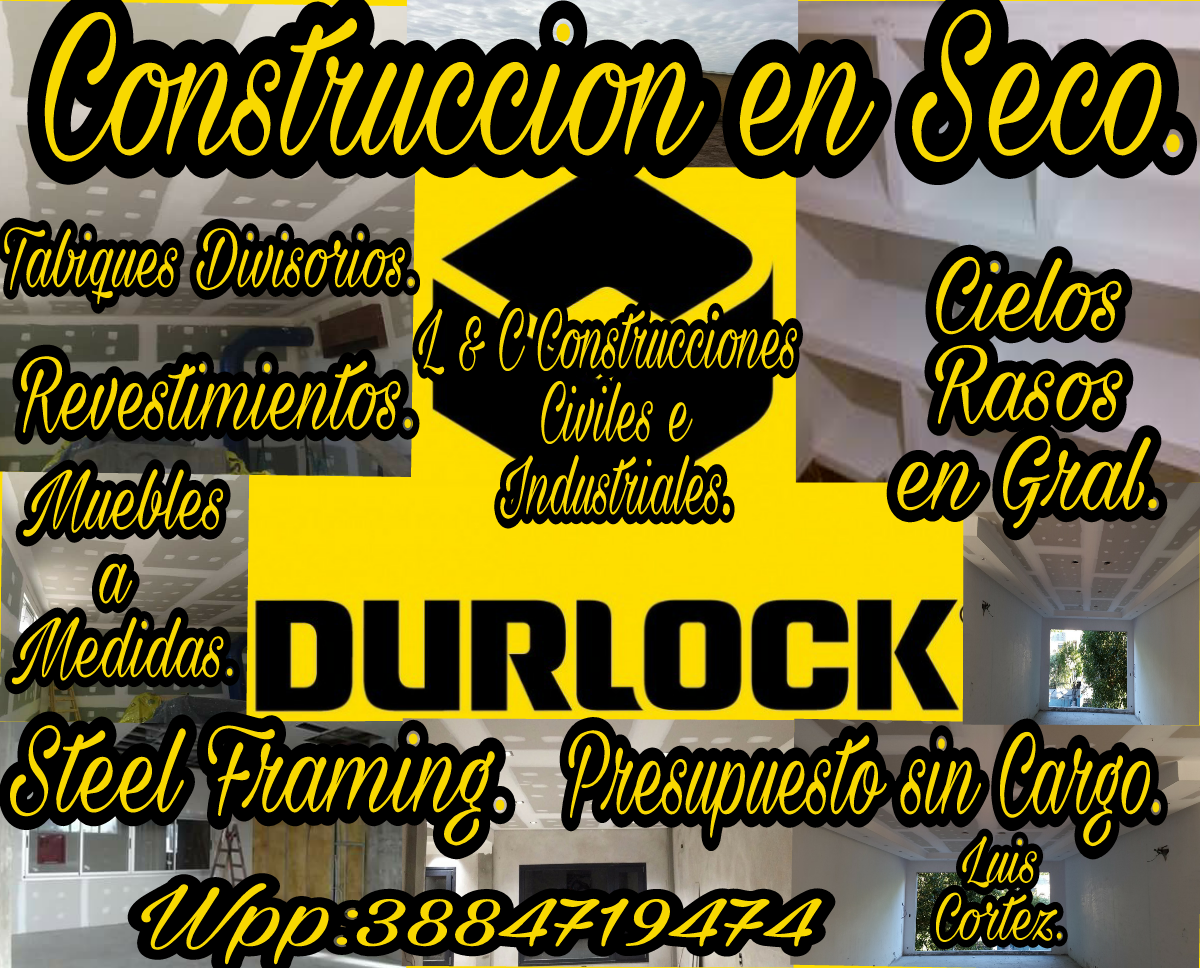 Construccion en Seco.
Tabiques Divisorios.
Revestimientos.
Muebles
a
Medidas.
L & C Construcciones
Civiles e
Industriales.
Cielos
Rasos
en Gral.
DURLOCK
Steel Framing.
Presupuesto sin Cargo.
Luis
Cortez.
Wpp:3884719474